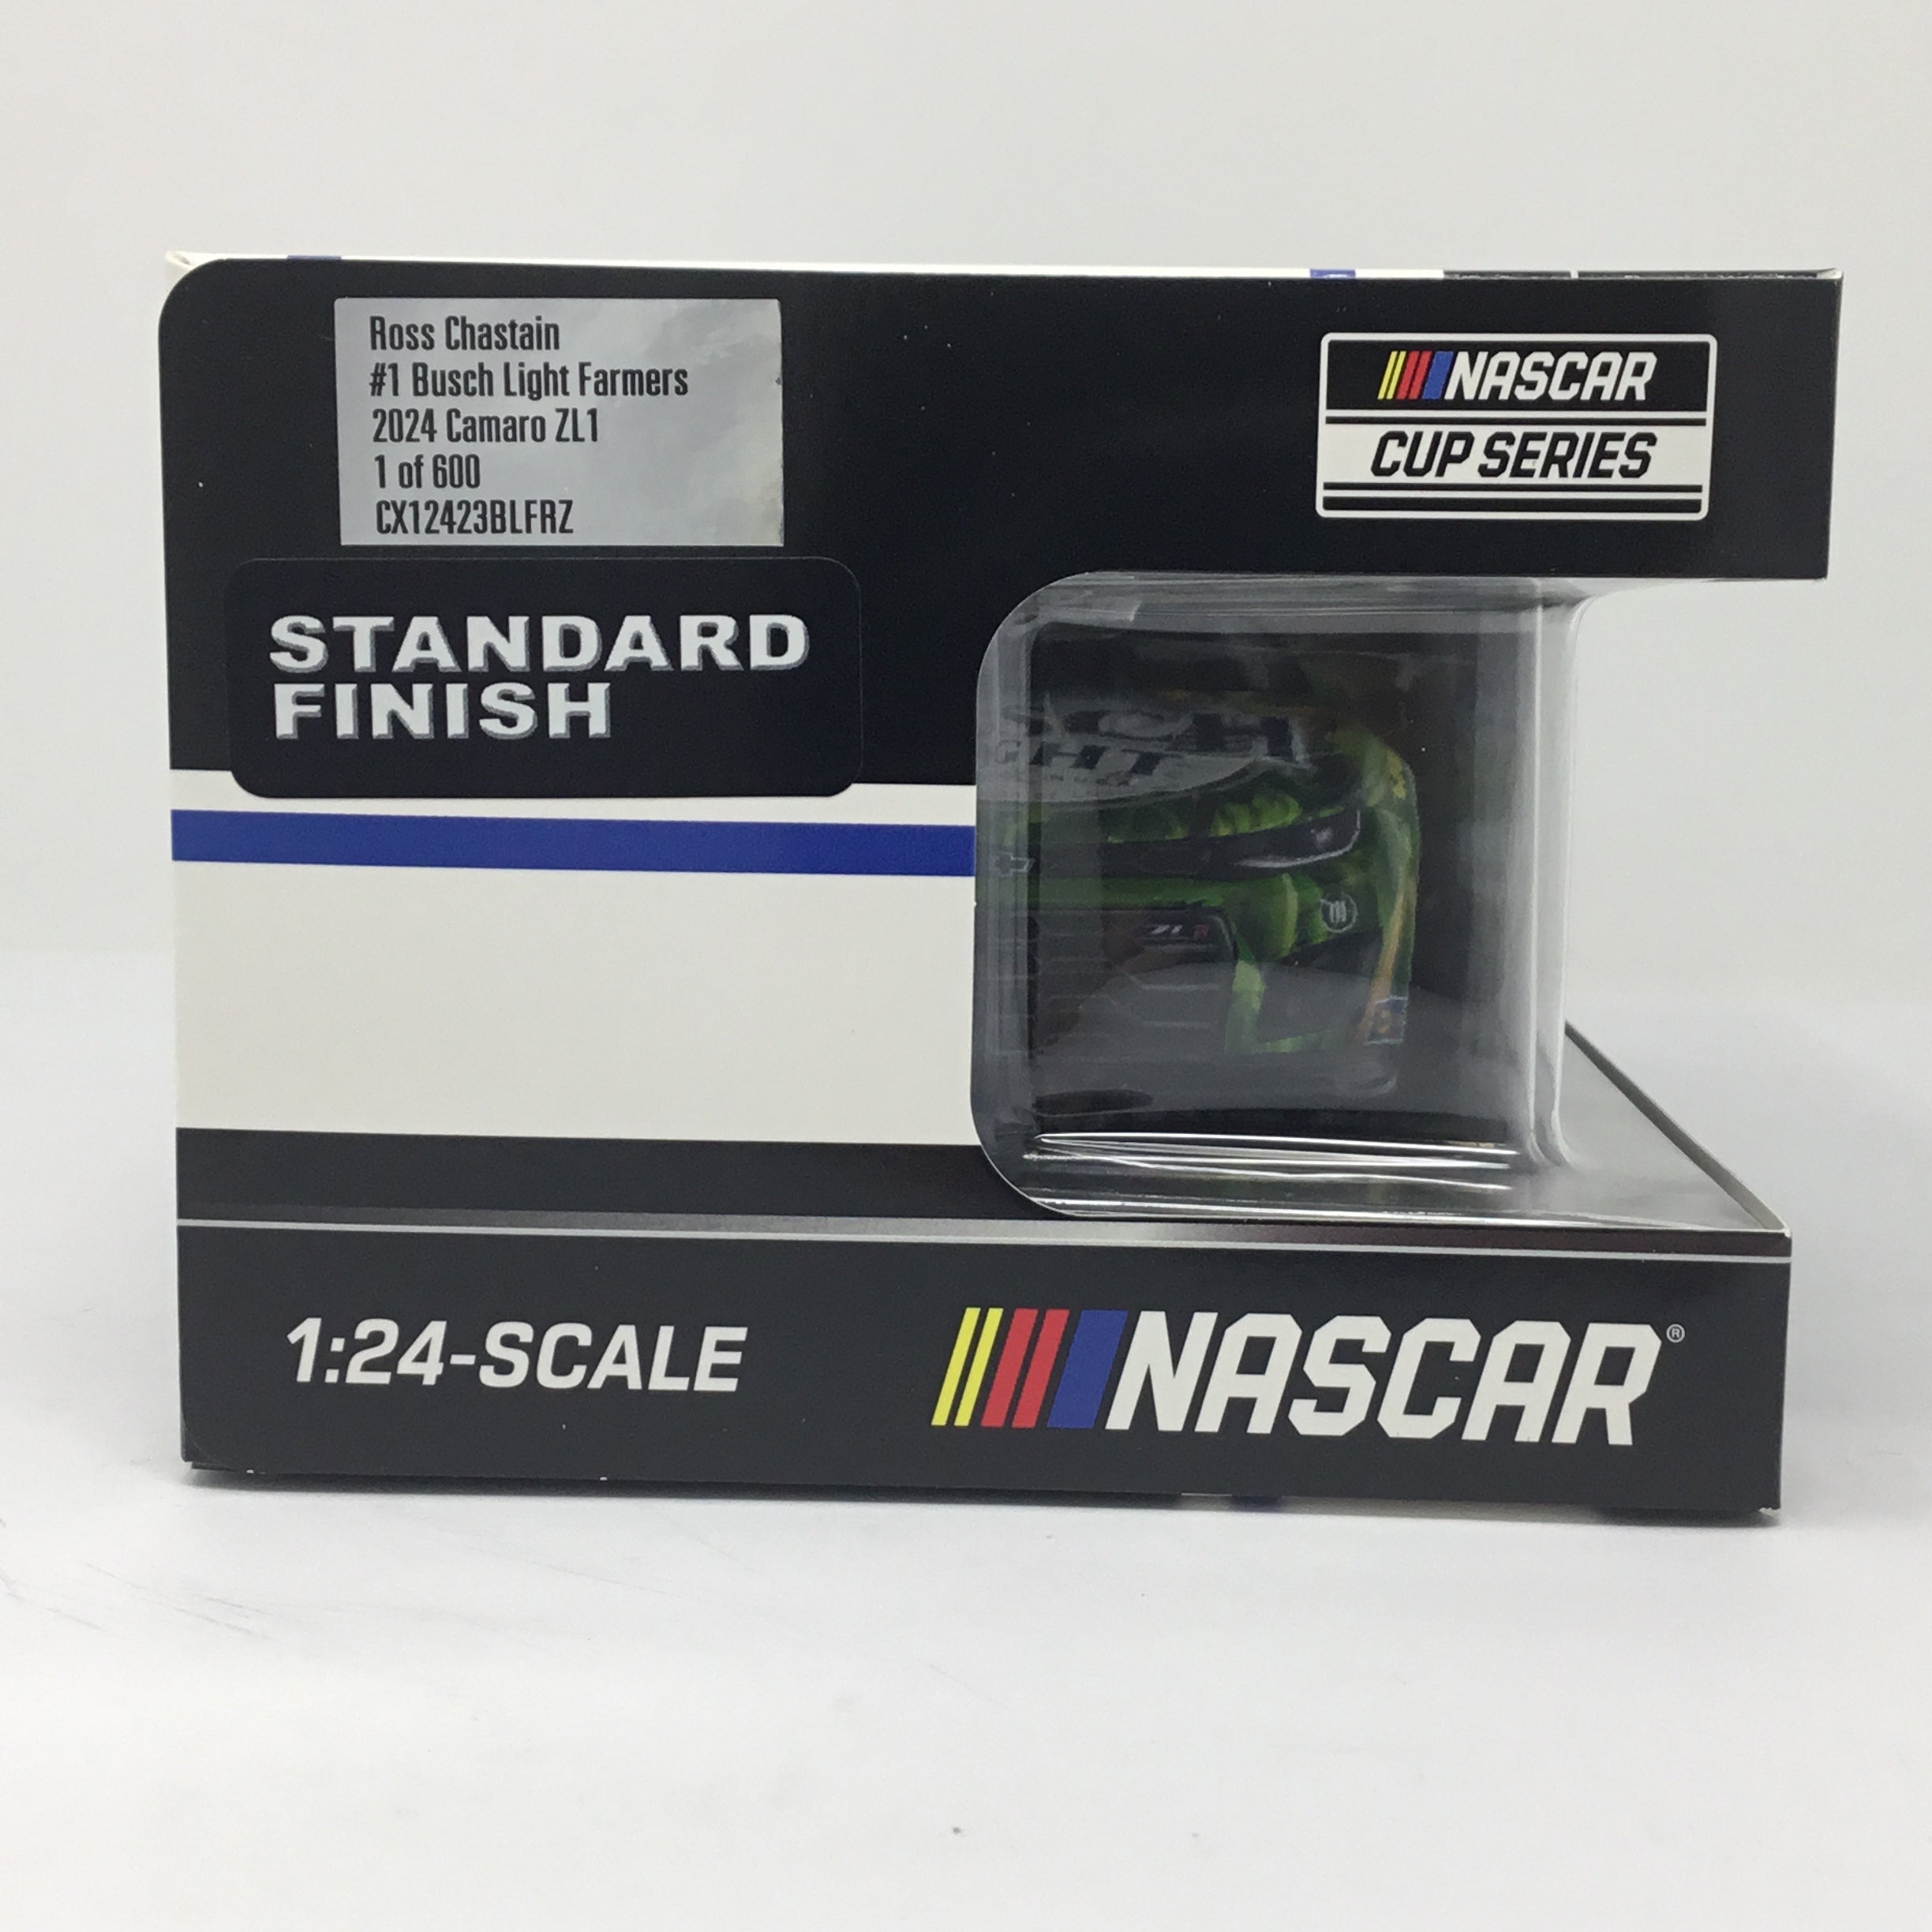 Ross Chastain
#1 Busch Light Farmers
2024 Camaro ZL1
1 of 600
CX12423BLFRZ
NASCAR
CUP SERIES
STANDARD
FINISH
1:24-SCALE
NASCAR®